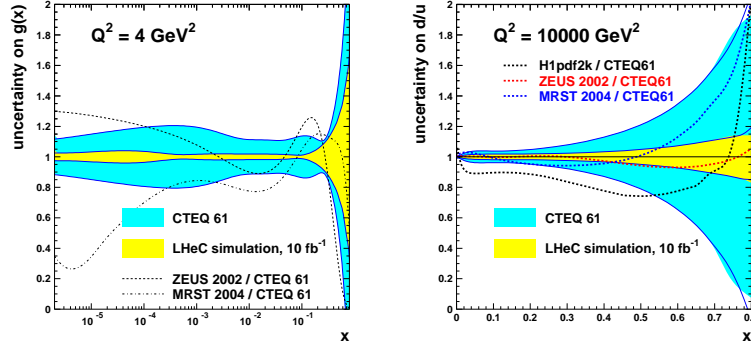 uncertainty on g(x)
2
1.8
1.6
1.4
1.2
1
0.8
0.6
0.4
0.2
0
Q² = 4 GeV²
CTEQ 61
LHeC simulation, 10 fb⁻¹
ZEUS 2002 / CTEQ 61
MRST 2004 / CTEQ 61
10⁻⁵ 10⁻⁴ 10⁻³ 10⁻² 10⁻¹
x
uncertainty on d/u
2
1.8
1.6
1.4
1.2
1
0.8
0.6
0.4
0.2
0
Q² = 10000 GeV²
H1pdf2k / CTEQ61
ZEUS 2002 / CTEQ61
MRST 2004 / CTEQ61
CTEQ 61
LHeC simulation, 10 fb⁻¹
0 0.1 0.2 0.3 0.4 0.5 0.6 0.7 0.8
x